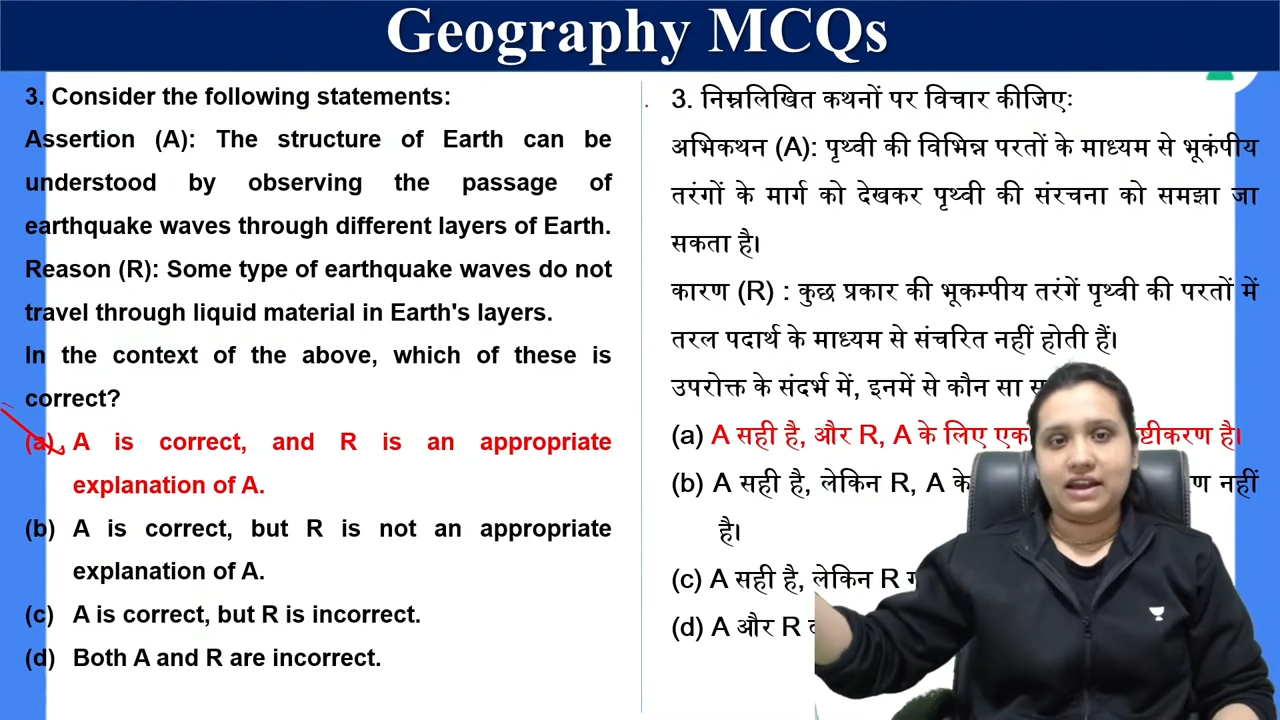 Geography MCQs
3. Consider the following statements:
Assertion (A): The structure of Earth can be
understood by observing the passage of
earthquake waves through different layers of Earth.
Reason (R): Some type of earthquake waves do not
travel through liquid material in Earth's layers.
In the context of the above, which of these is
correct?
(a) A is correct, and R is an appropriate
explanation of A.
(b) A is correct, but R is not an appropriate
explanation of A.
(c) A is correct, but R is incorrect.
(d) Both A and R are incorrect.
3. निम्नलिखित कथनों पर विचार कीजिएः
अभिकथन (A): पृथ्वी की विभिन्न परतों के माध्यम से भूकंपीय
तरंगों के मार्ग को देखकर पृथ्वी की संरचना को समझा जा
सकता है।
कारण (R) : कुछ प्रकार की भूकम्पीय तरंगें पृथ्वी की परतों में
तरल पदार्थ के माध्यम से संचरित नहीं होती हैं।
उपरोक्त के संदर्भ में, इनमें से कौन सा
(a) A सही है, और R, A के लिए एक है।
(b) A सही है, लेकिन R, A के नहीं
है।
(c) A सही है, लेकिन R
(d) A और R